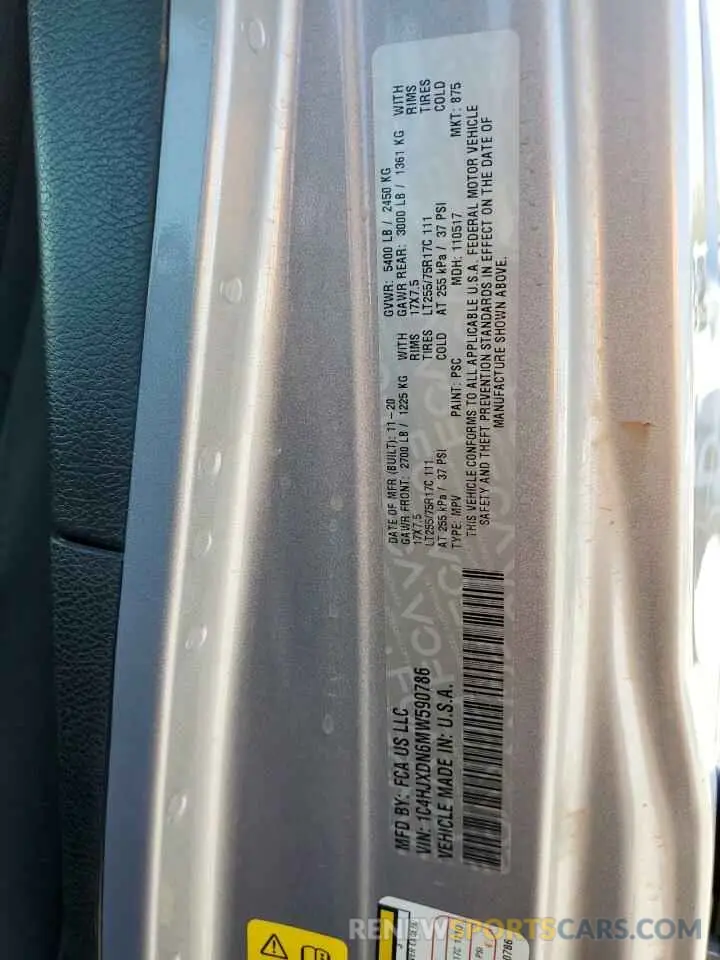 MFD BY: FCA US LLC
VIN: 1C4HJXDN6MW590786
VEHICLE MADE IN: U.S.A.
DATE OF MFR (BUILT): 11-20 GVWR: 5400 LB / 2450 KG
GAWR FRONT: 2700 LB / 1225 KG WITH GAWR REAR: 3000 LB / 1361 KG WITH
17X7.5 RIMS 17X7.5 RIMS
LT255/75R17C 111 TIRES LT255/75R17C 111 TIRES
AT 255 kPa / 37 PSI COLD AT 255 kPa / 37 PSI COLD
TYPE: MPV PAINT: PSC MDH: 110517 MKT: 875
THIS VEHICLE CONFORMS TO ALL APPLICABLE U.S.A. FEDERAL MOTOR VEHICLE
SAFETY AND THEFT PREVENTION STANDARDS IN EFFECT ON THE DATE OF
MANUFACTURE SHOWN ABOVE.
RENEWSPORTSCARS.COM